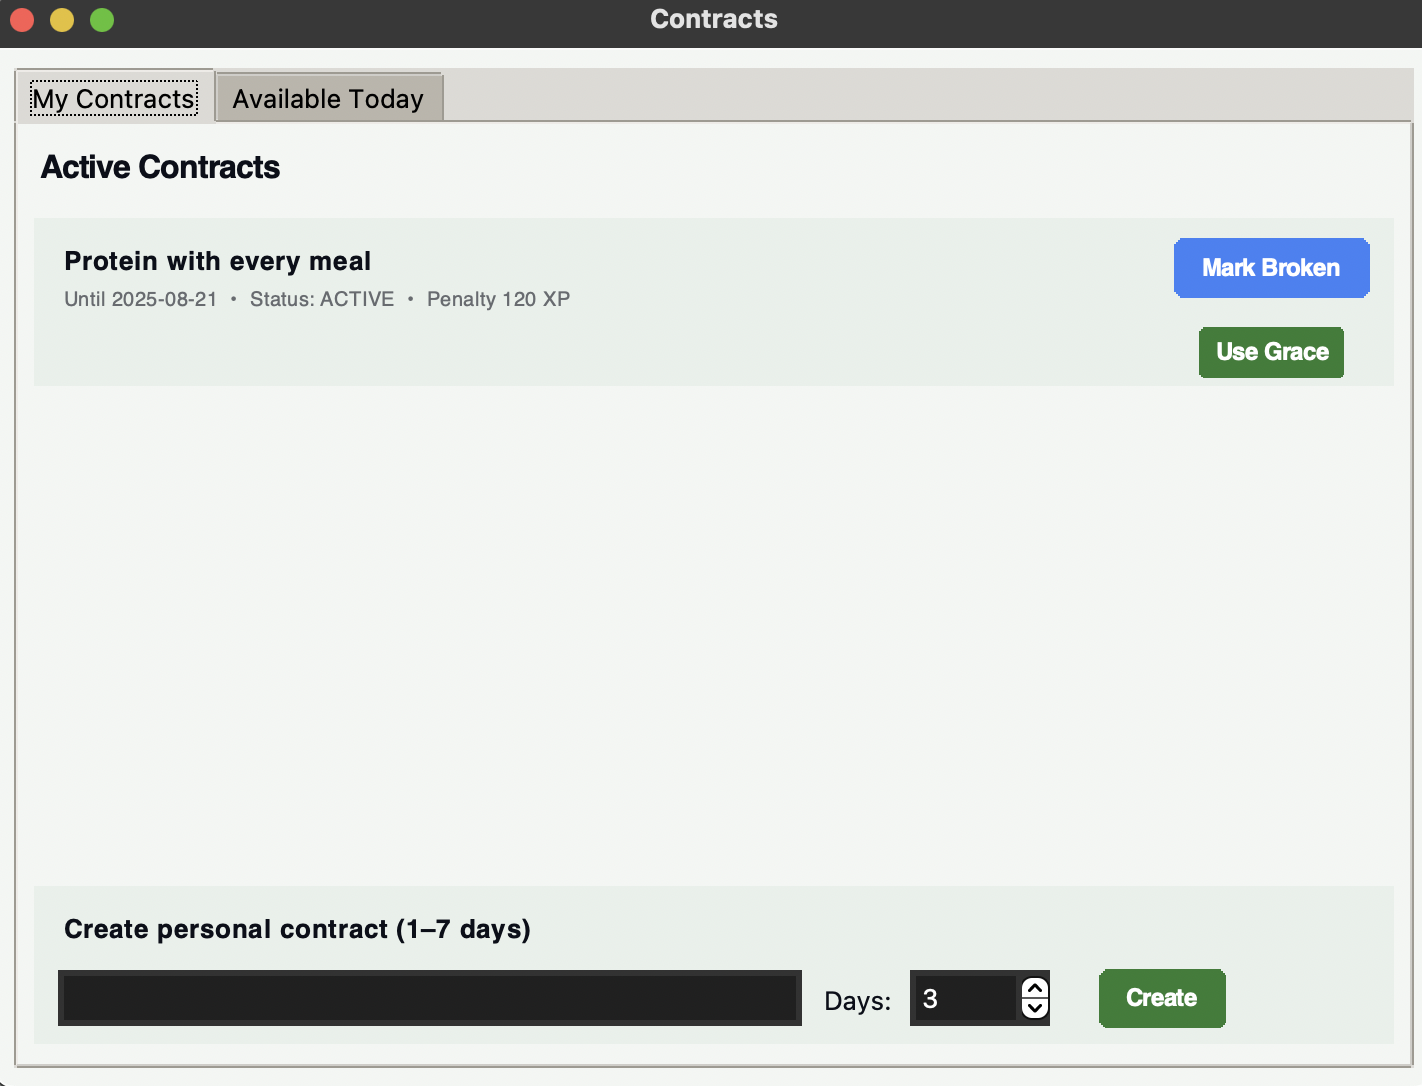 Contracts
My Contracts
Available Today
Active Contracts
Protein with every meal
Mark Broken
Until 2025-08-21 • Status: ACTIVE • Penalty 120 XP
Use Grace
Create personal contract (1–7 days)
Days:
3
Create